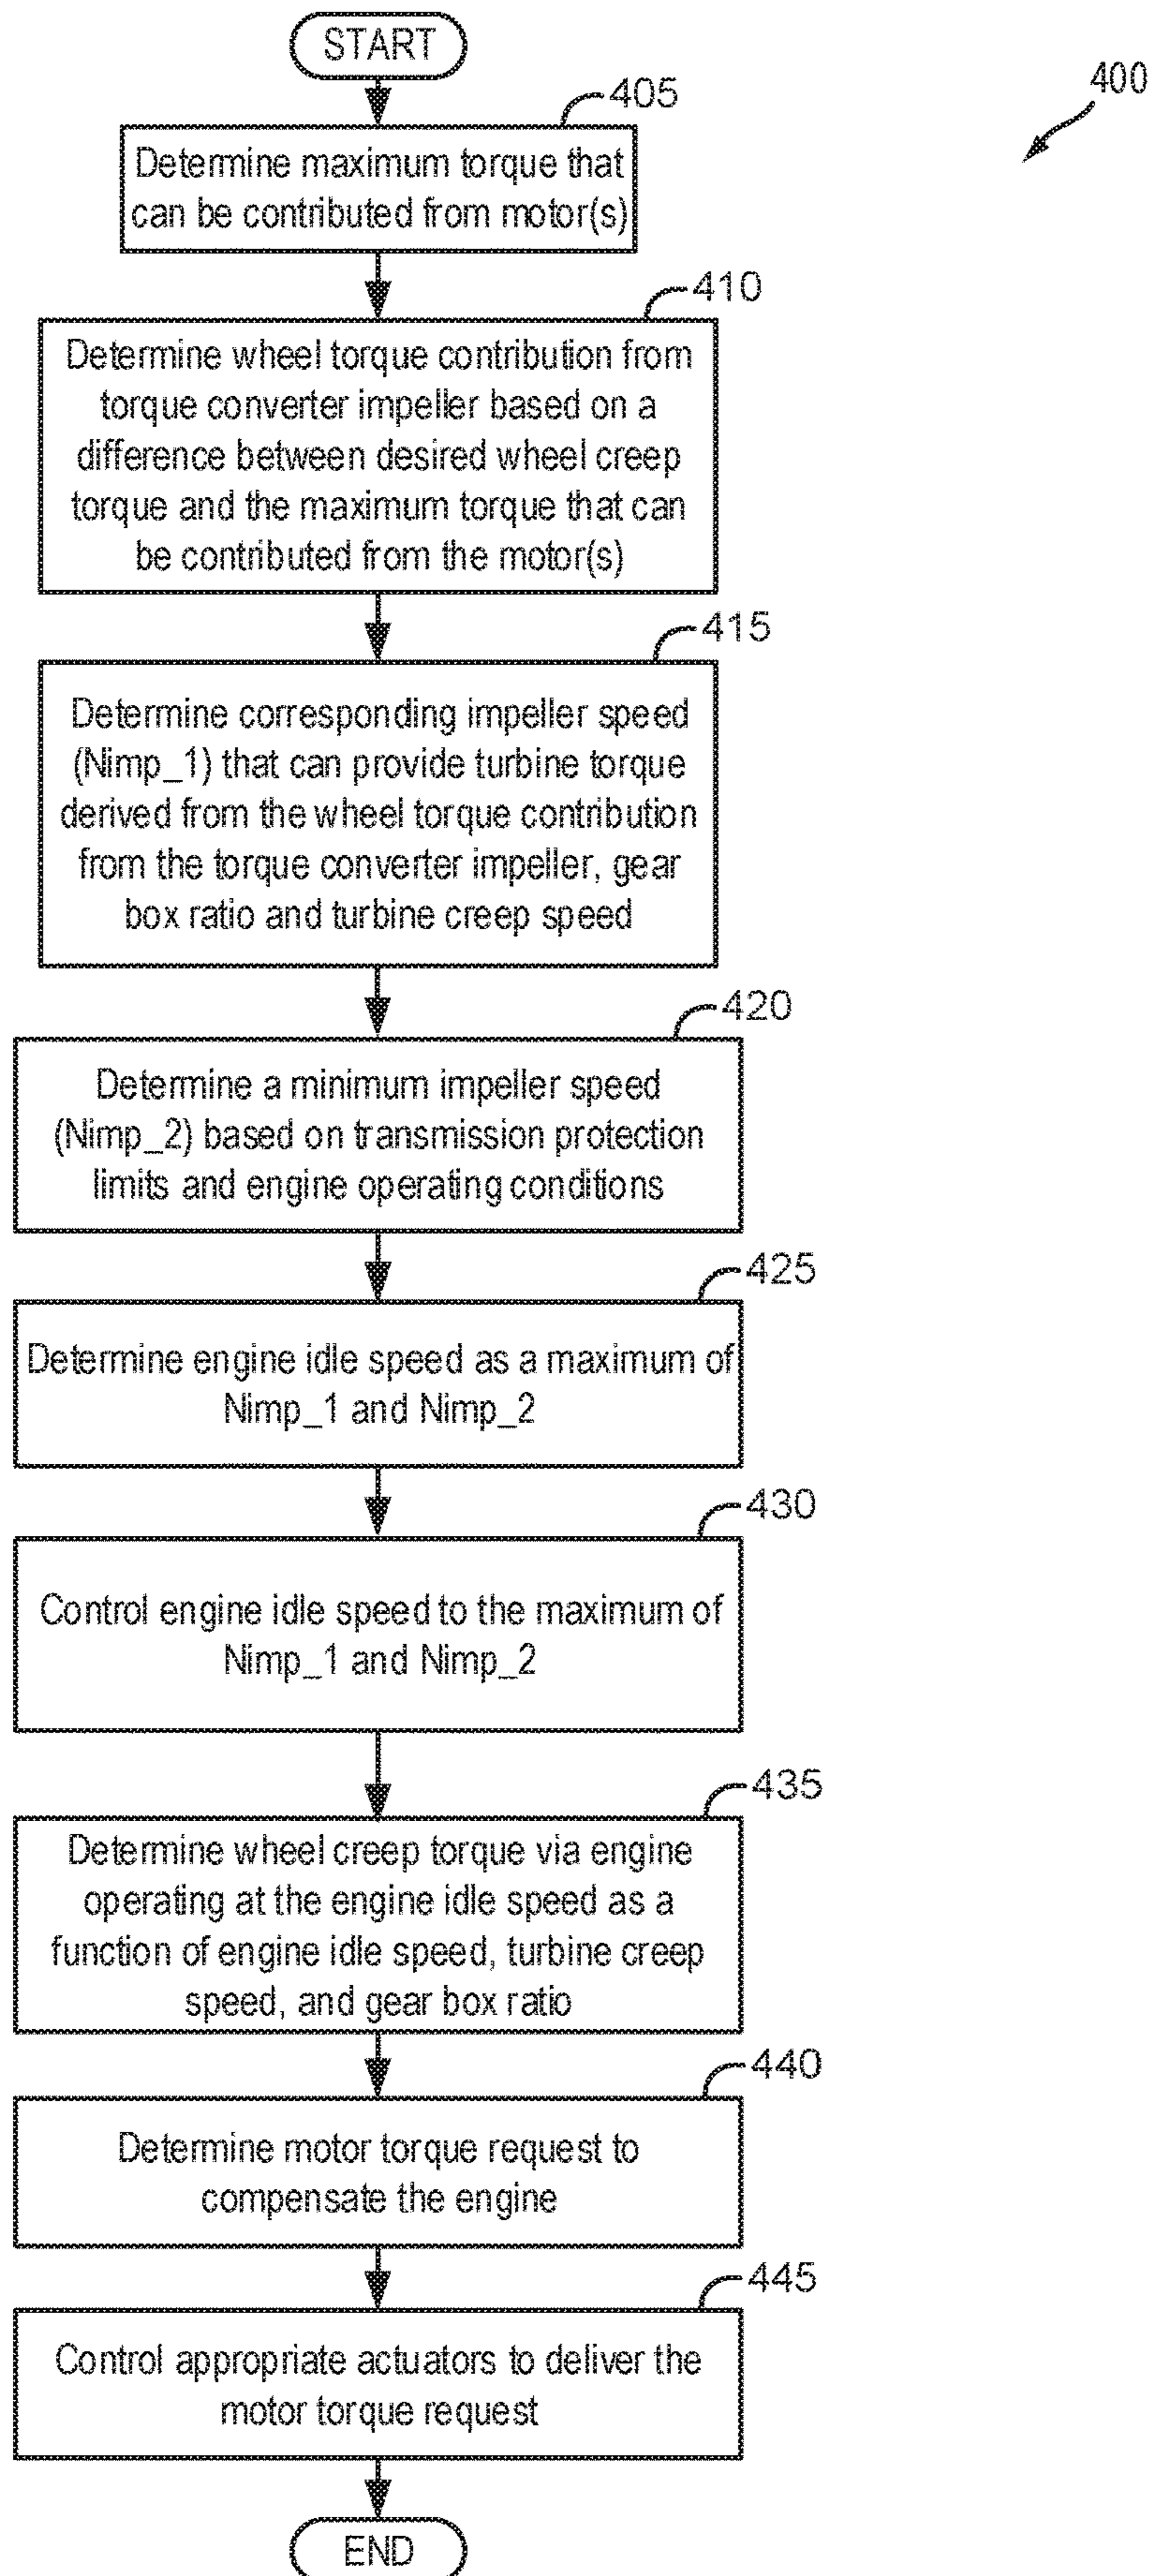 START
400
405
Determine maximum torque that
can be contributed from motor(s)
410
Determine wheel torque contribution from
torque converter impeller based on a
difference between desired wheel creep
torque and the maximum torque that can
be contributed from the motor(s)
415
Determine corresponding impeller speed
(Nimp_1) that can provide turbine torque
derived from the wheel torque contribution
from the torque converter impeller, gear
box ratio and turbine creep speed
420
Determine a minimum impeller speed
(Nimp_2) based on transmission protection
limits and engine operating conditions
425
Determine engine idle speed as a maximum of
Nimp_1 and Nimp_2
430
Control engine idle speed to the maximum of
Nimp_1 and Nimp_2
435
Determine wheel creep torque via engine
operating at the engine idle speed as a
function of engine idle speed, turbine creep
speed, and gear box ratio
440
Determine motor torque request to
compensate the engine
445
Control appropriate actuators to deliver the
motor torque request
END